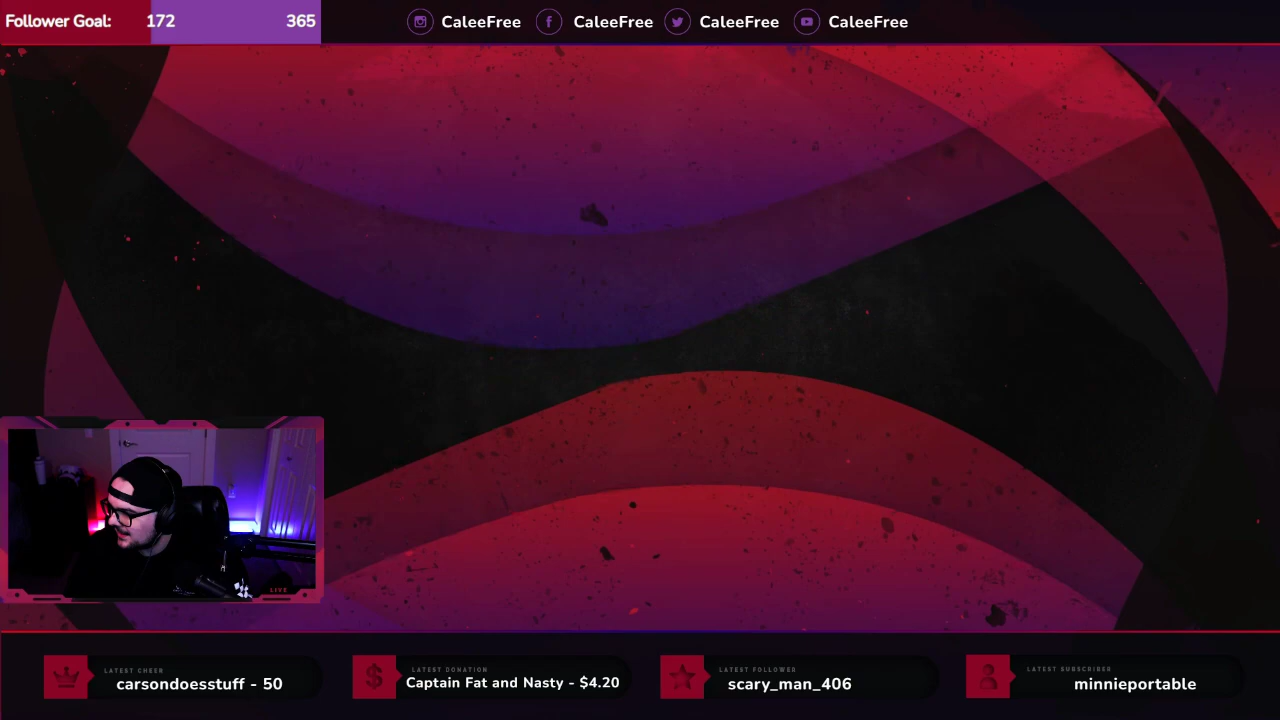 Follower Goal: 172 365
CaleeFree CaleeFree CaleeFree CaleeFree
LIVE
LATEST CHEER
carsondoesstuff - 50
LATEST DONATION
Captain Fat and Nasty - $4.20
LATEST FOLLOWER
scary_man_406
LATEST SUBSCRIBER
minnieportable